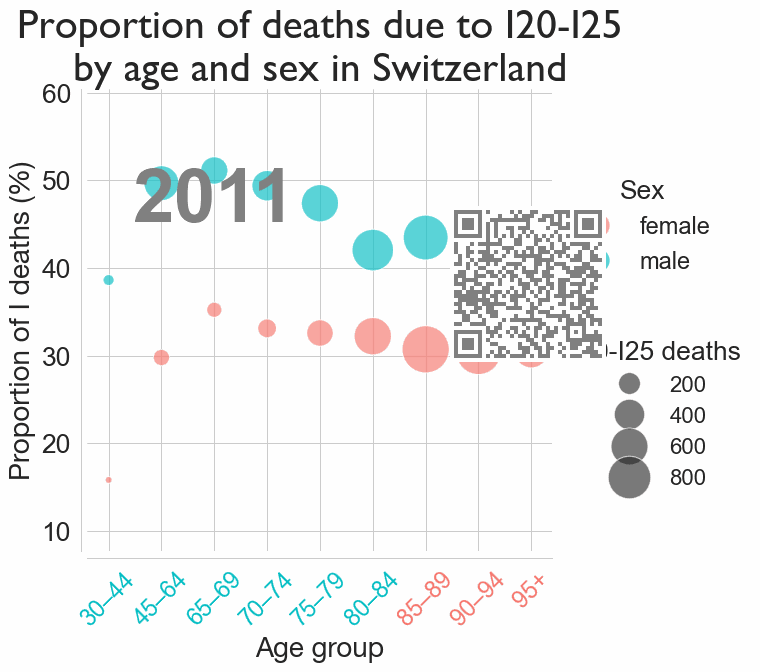 Proportion of deaths due to I20-I25
by age and sex in Switzerland
60
50
40
30
20
10
Proportion of I deaths (%)
2011
30–44
45–64
65–69
70–74
75–79
80–84
85–89
90–94
95+
Age group
Sex
female
male
0-I25 deaths
200
400
600
800